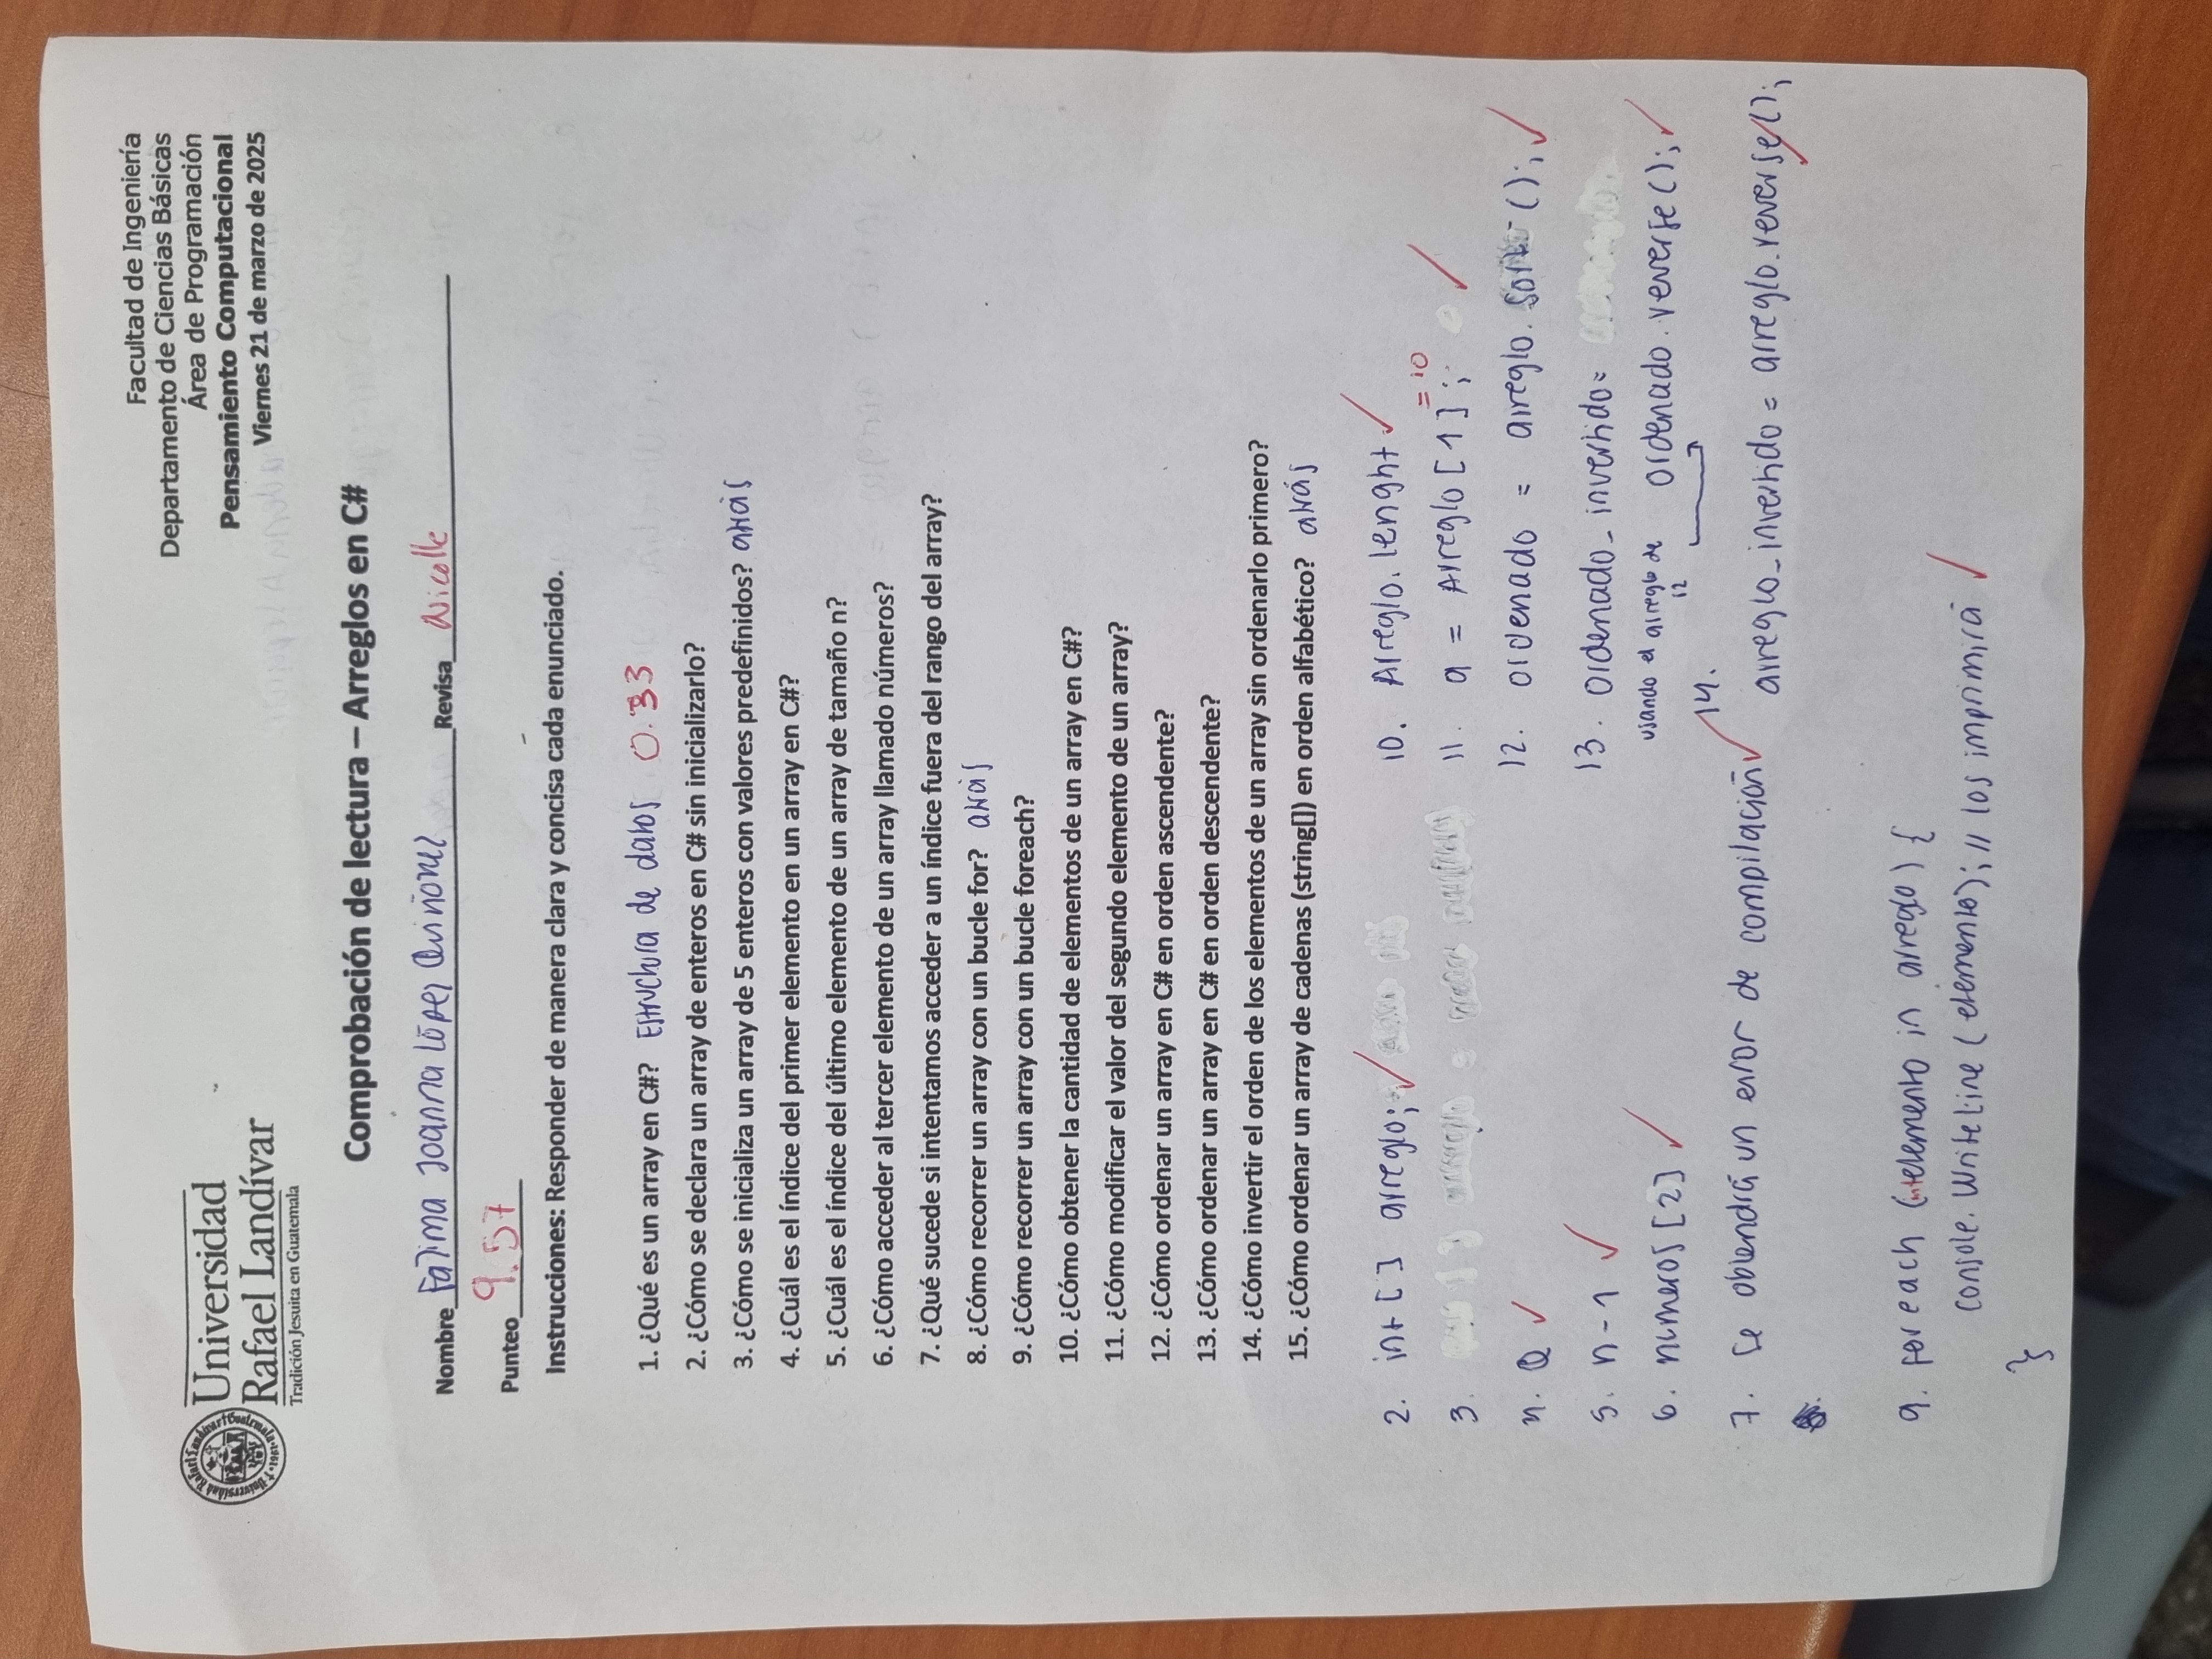 Facultad de Ingeniería
Departamento de Ciencias Básicas
Área de Programación
Pensamiento Computacional
Viernes 21 de marzo de 2025
Universidad
Rafael Landívar
Tradición Jesuita en Guatemala
Comprobación de lectura – Arreglos en C#
Nombre Fatima Joanna López Quiñonez Revisa Nicolle
Punteo 9.57
Instrucciones: Responder de manera clara y concisa cada enunciado.
1. ¿Qué es un array en C#? Estructura de datos 0.33
2. ¿Cómo se declara un array de enteros en C# sin inicializarlo?
3. ¿Cómo se inicializa un array de 5 enteros con valores predefinidos? atrás
4. ¿Cuál es el índice del primer elemento en un array en C#?
5. ¿Cuál es el índice del último elemento de un array de tamaño n?
6. ¿Cómo acceder al tercer elemento de un array llamado números?
7. ¿Qué sucede si intentamos acceder a un índice fuera del rango del array?
8. ¿Cómo recorrer un array con un bucle for? atrás
9. ¿Cómo recorrer un array con un bucle foreach?
10. ¿Cómo obtener la cantidad de elementos de un array en C#?
11. ¿Cómo modificar el valor del segundo elemento de un array?
12. ¿Cómo ordenar un array en C# en orden ascendente?
13. ¿Cómo ordenar un array en C# en orden descendente?
14. ¿Cómo invertir el orden de los elementos de un array sin ordenarlo primero?
15. ¿Cómo ordenar un array de cadenas (string[]) en orden alfabético? atrás
2. int [ ] arreglo; ✓
3.
4. 0 ✓
5. n-1 ✓
6. numeros [2] ✓
7. se obtendrá un error de compilación ✓
9. for each (int elemento in arreglo) {
console. WriteLine ( elemento); // los imprimirá ✓
}
10. Arreglo. lenght ✓
11. a = Arreglo [1] = 10 ; ✓
12. ordenado = arreglo. sort (); ✓
13. ordenado_invertido =
usando el arreglo de 12 ordenado.reverse(); ✓
14.
arreglo_invertido = arreglo.reverse(); ✓